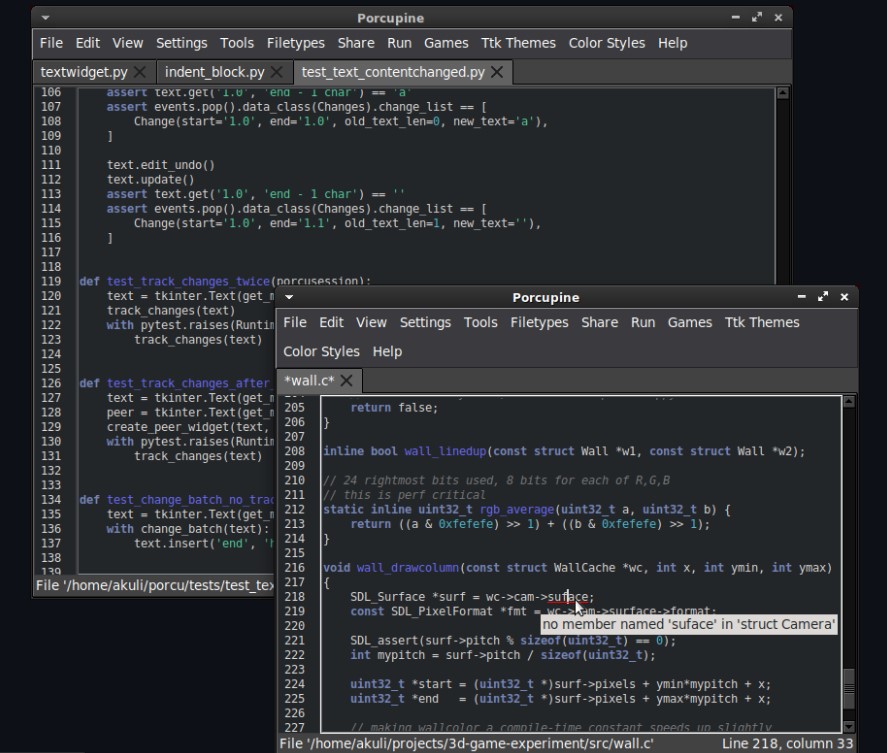 Porcupine
File Edit View Settings Tools Filetypes Share Run Games Ttk Themes Color Styles Help
textwidget.py indent_block.py test_text_contentchanged.py
106 assert text.get('1.0', 'end - 1 char') == 'a'
107 assert events.pop().data_class(Changes).change_list == [
108 Change(start='1.0', end='1.0', old_text_len=0, new_text='a'),
109 ]
110
111 text.edit_undo()
112 text.update()
113 assert text.get('1.0', 'end - 1 char') == ''
114 assert events.pop().data_class(Changes).change_list == [
115 Change(start='1.0', end='1.1', old_text_len=1, new_text=''),
116 ]
117
118
119 def test_track_changes_twice(porcusession):
120 text = tkinter.Text(get_m
121 track_changes(text)
122 with pytest.raises(Runtim
123 track_changes(text)
124
125
126 def test_track_changes_after_
127 text = tkinter.Text(get_m
128 peer = tkinter.Text(get_m
129 create_peer_widget(text,
130 with pytest.raises(Runtim
131 track_changes(text)
132
133
134 def test_change_batch_no_trac
135 text = tkinter.Text(get_m
136 with change_batch(text):
137 text.insert('end', 'h
138
139
File '/home/akuli/porcu/tests/test_tex
Porcupine
File Edit View Settings Tools Filetypes Share Run Games Ttk Themes
Color Styles Help
*wall.c*
205 return false;
206 }
207
208 inline bool wall_linedup(const struct Wall *w1, const struct Wall *w2);
209
210 // 24 rightmost bits used, 8 bits for each of R,G,B
211 // this is perf critical
212 static inline uint32_t rgb_average(uint32_t a, uint32_t b) {
213 return ((a & 0xfefefe) >> 1) + ((b & 0xfefefe) >> 1);
214 }
215
216 void wall_drawcolumn(const struct WallCache *wc, int x, int ymin, int ymax)
217 {
218 SDL_Surface *surf = wc->cam->suface;
219 const SDL_PixelFormat *fmt = wc->cam->surface->format;
220
no member named 'suface' in 'struct Camera'
221 SDL_assert(surf->pitch % sizeof(uint32_t) == 0);
222 int mypitch = surf->pitch / sizeof(uint32_t);
223
224 uint32_t *start = (uint32_t *)surf->pixels + ymin*mypitch + x;
225 uint32_t *end = (uint32_t *)surf->pixels + ymax*mypitch + x;
226
227 // making wallcolor a compile-time constant speeds up slightly
File '/home/akuli/projects/3d-game-experiment/src/wall.c' Line 218, column 33